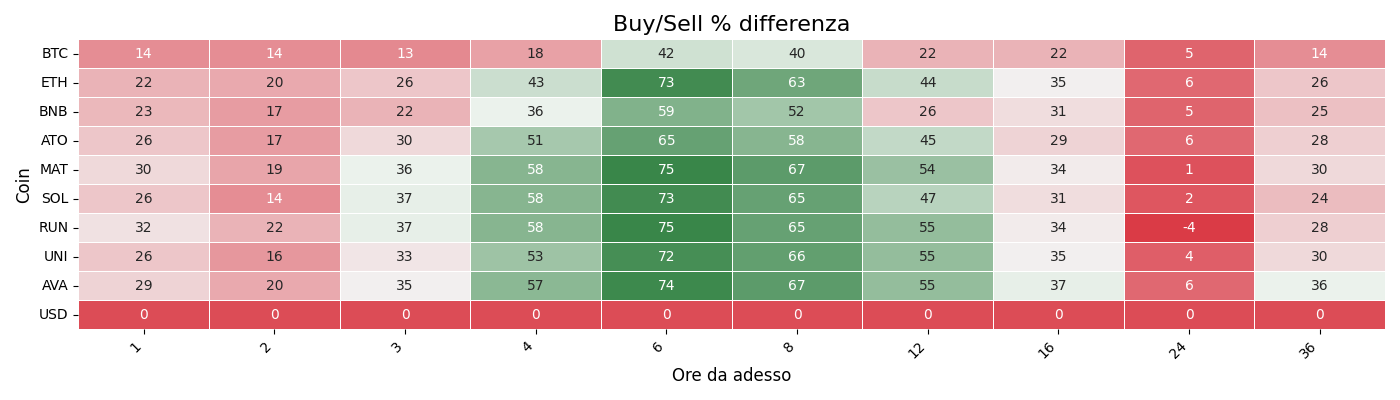 Buy/Sell % differenza
Coin
BTC 14 14 13 18 42 40 22 22 5 14
ETH 22 20 26 43 73 63 44 35 6 26
BNB 23 17 22 36 59 52 26 31 5 25
ATO 26 17 30 51 65 58 45 29 6 28
MAT 30 19 36 58 75 67 54 34 1 30
SOL 26 14 37 58 73 65 47 31 2 24
RUN 32 22 37 58 75 65 55 34 -4 28
UNI 26 16 33 53 72 66 55 35 4 30
AVA 29 20 35 57 74 67 55 37 6 36
USD 0 0 0 0 0 0 0 0 0 0
1 2 3 4 6 8 12 16 24 36
Ore da adesso